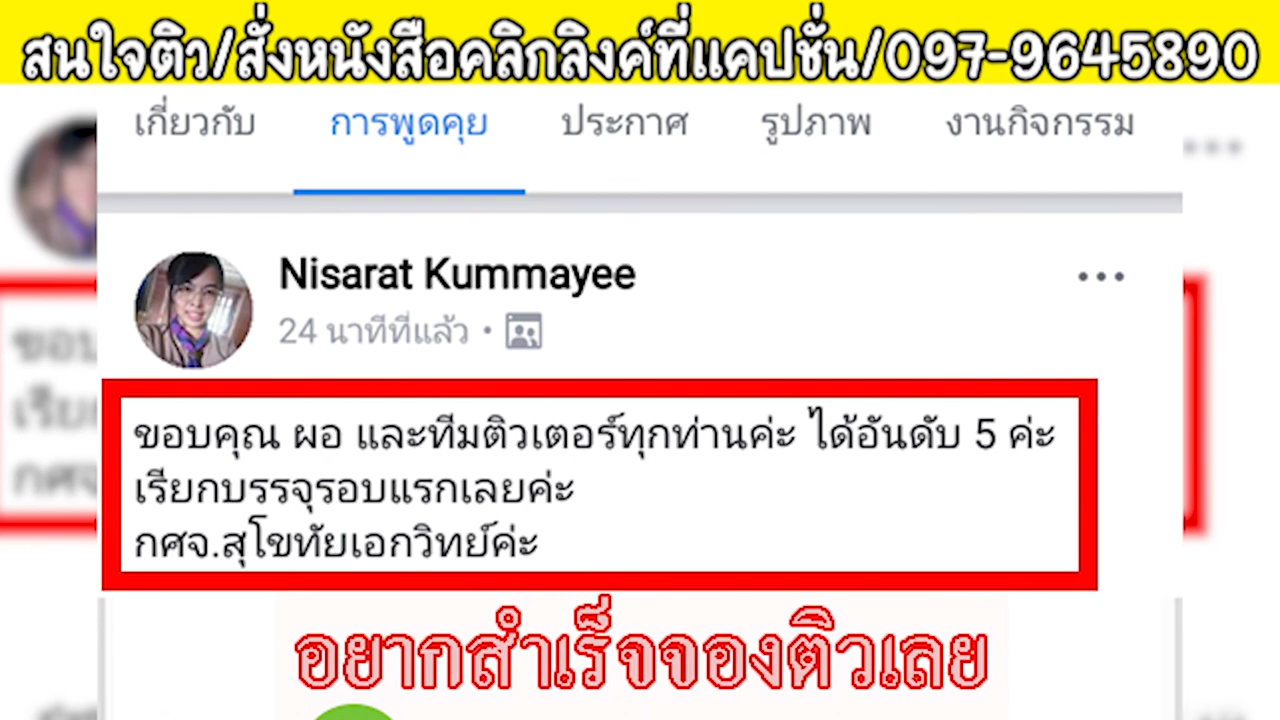 สนใจติว/สั่งหนังสือคลิกลิงค์ที่แคปชั่น/097-9645890
เกี่ยวกับ การพูดคุย ประกาศ รูปภาพ งานกิจกรรม
Nisarat Kummayee
24 นาทีที่แล้ว
ขอบคุณ ผอ และทีมติวเตอร์ทุกท่านค่ะ ได้อันดับ 5 ค่ะ
เรียกบรรจุรอบแรกเลยค่ะ
กศจ.สุโขทัยเอกวิทย์ค่ะ
อยากสำเร็จจองติวเลย